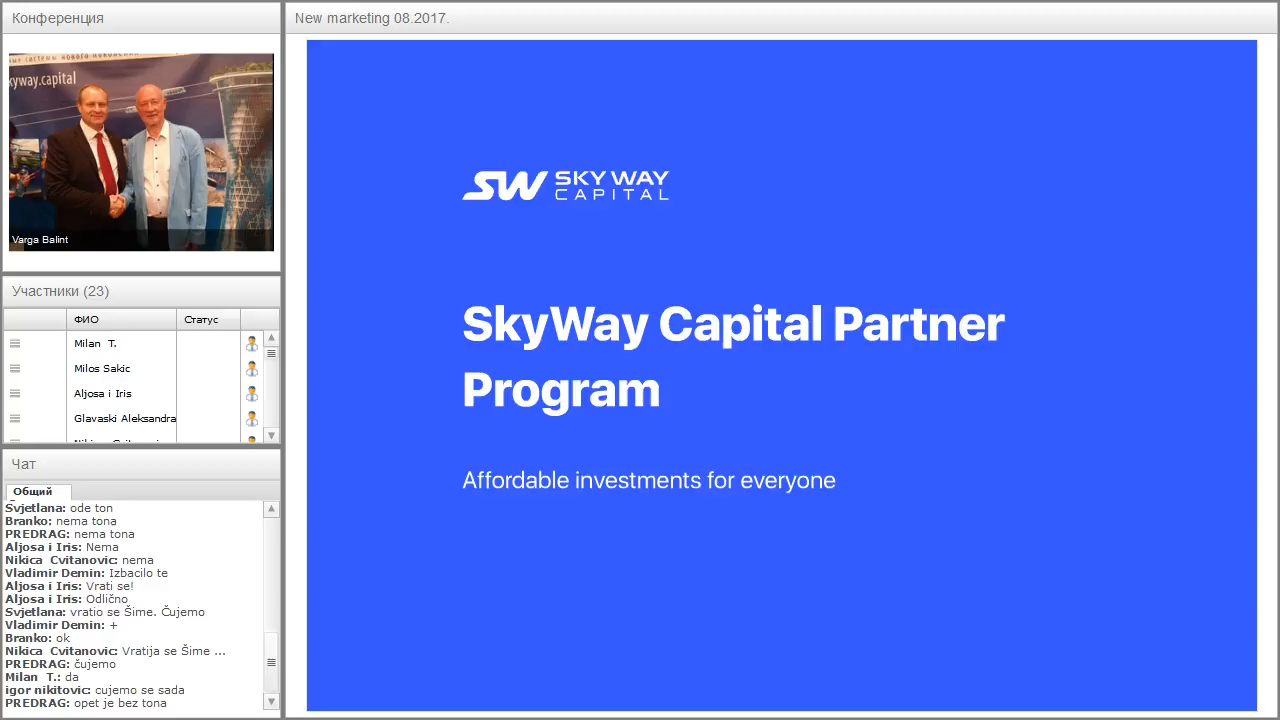 Конференция
kyway.capital
Varga Balint
Участники (23)
ФИО
Статус
Milan T.
Milos Sakic
Aljosa i Iris
Glavaski Aleksandra
Чат
Общий
Svjetlana: ode ton
Branko: nema tona
PREDRAG: nema tona
Aljosa i Iris: Nema
Nikica Cvitanovic: nema
Vladimir Demin: Izbacilo te
Aljosa i Iris: Vrati se!
Aljosa i Iris: Odlično
Svjetlana: vratio se Šime. Čujemo
Vladimir Demin: +
Branko: ok
Nikica Cvitanovic: Vratija se Šime ...
PREDRAG: čujemo
Milan T.: da
igor nikitovic: cujemo se sada
PREDRAG: opet je bez tona
New marketing 08.2017.
SW SKY WAY
CAPITAL
SkyWay Capital Partner
Program
Affordable investments for everyone